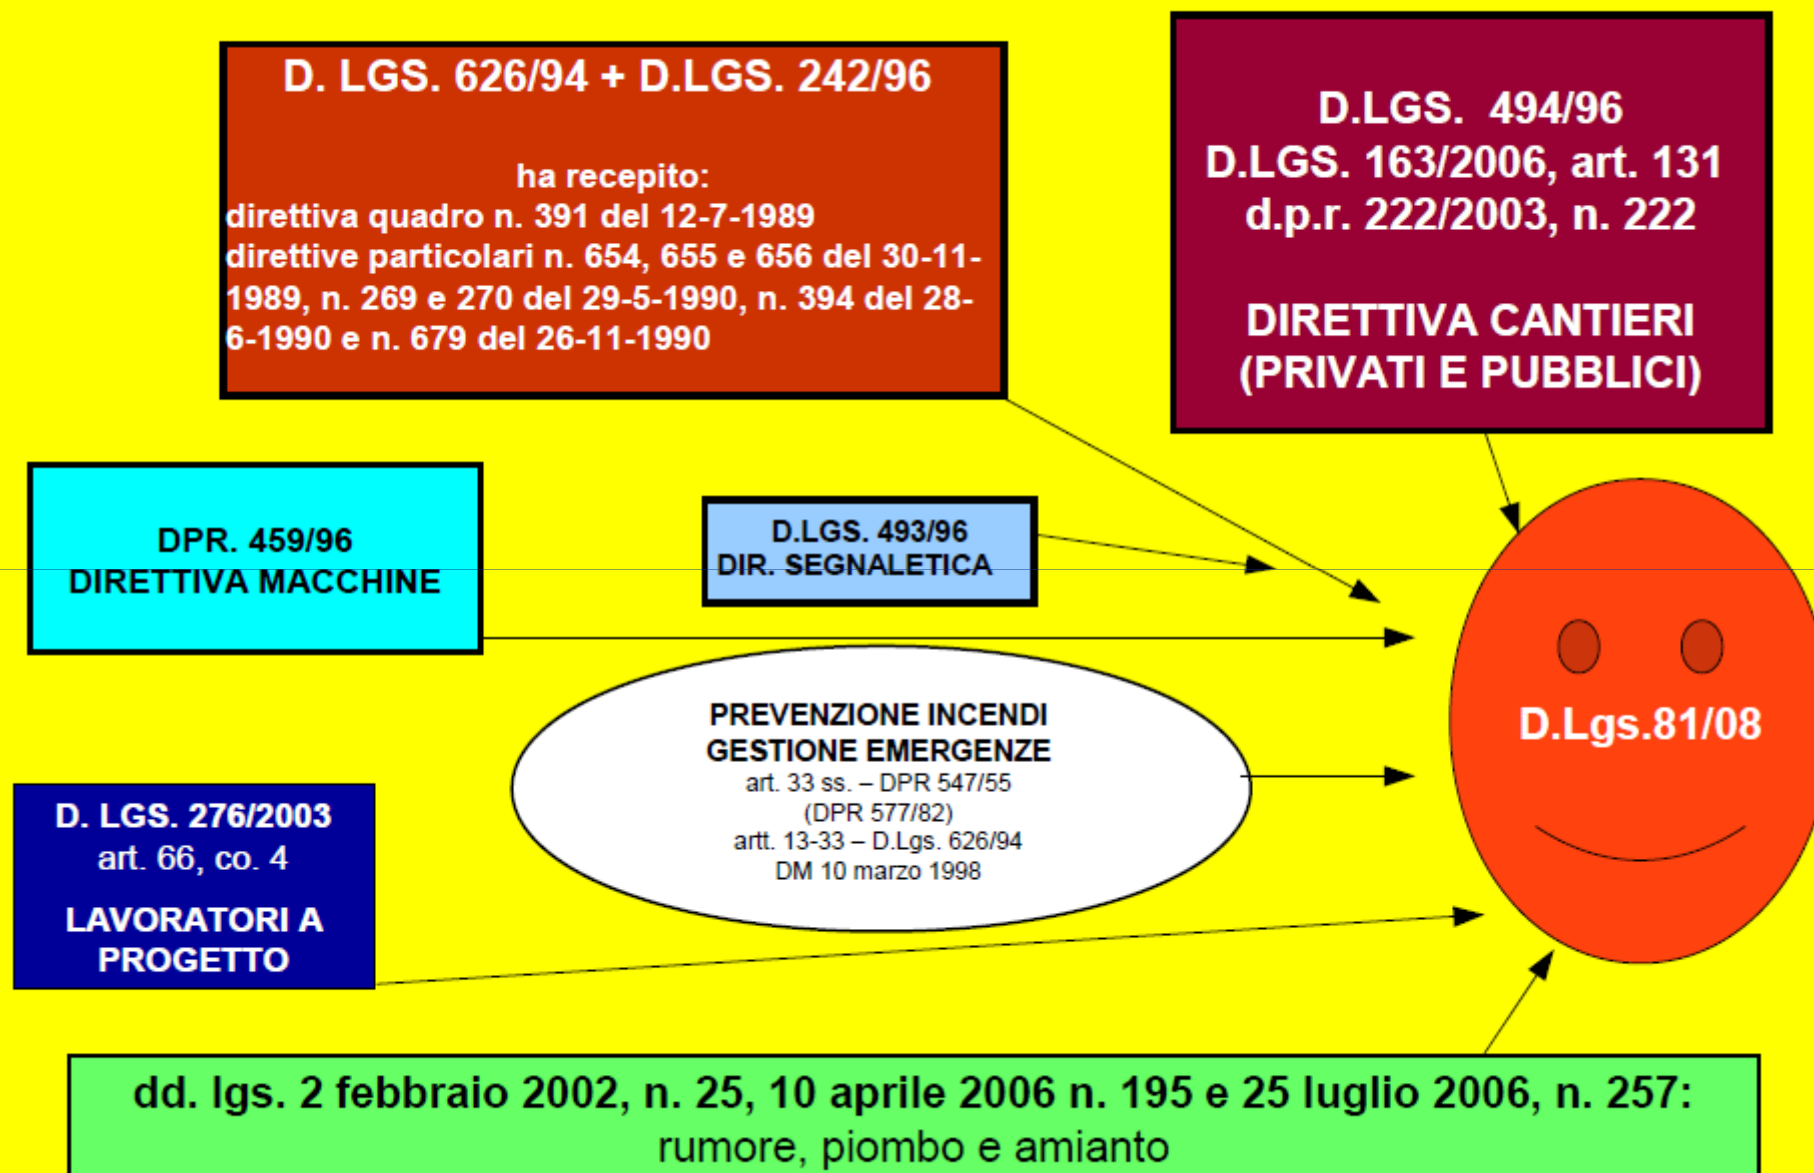 D. LGS. 626/94 + D.LGS. 242/96
ha recepito:
direttiva quadro n. 391 del 12-7-1989
direttive particolari n. 654, 655 e 656 del 30-11-
1989, n. 269 e 270 del 29-5-1990, n. 394 del 28-
6-1990 e n. 679 del 26-11-1990
D.LGS. 494/96
D.LGS. 163/2006, art. 131
d.p.r. 222/2003, n. 222
DIRETTIVA CANTIERI
(PRIVATI E PUBBLICI)
DPR. 459/96
DIRETTIVA MACCHINE
D.LGS. 493/96
DIR. SEGNALETICA
PREVENZIONE INCENDI
GESTIONE EMERGENZE
art. 33 ss. – DPR 547/55
(DPR 577/82)
artt. 13-33 – D.Lgs. 626/94
DM 10 marzo 1998
D.Lgs.81/08
D. LGS. 276/2003
art. 66, co. 4
LAVORATORI A
PROGETTO
dd. lgs. 2 febbraio 2002, n. 25, 10 aprile 2006 n. 195 e 25 luglio 2006, n. 257:
rumore, piombo e amianto